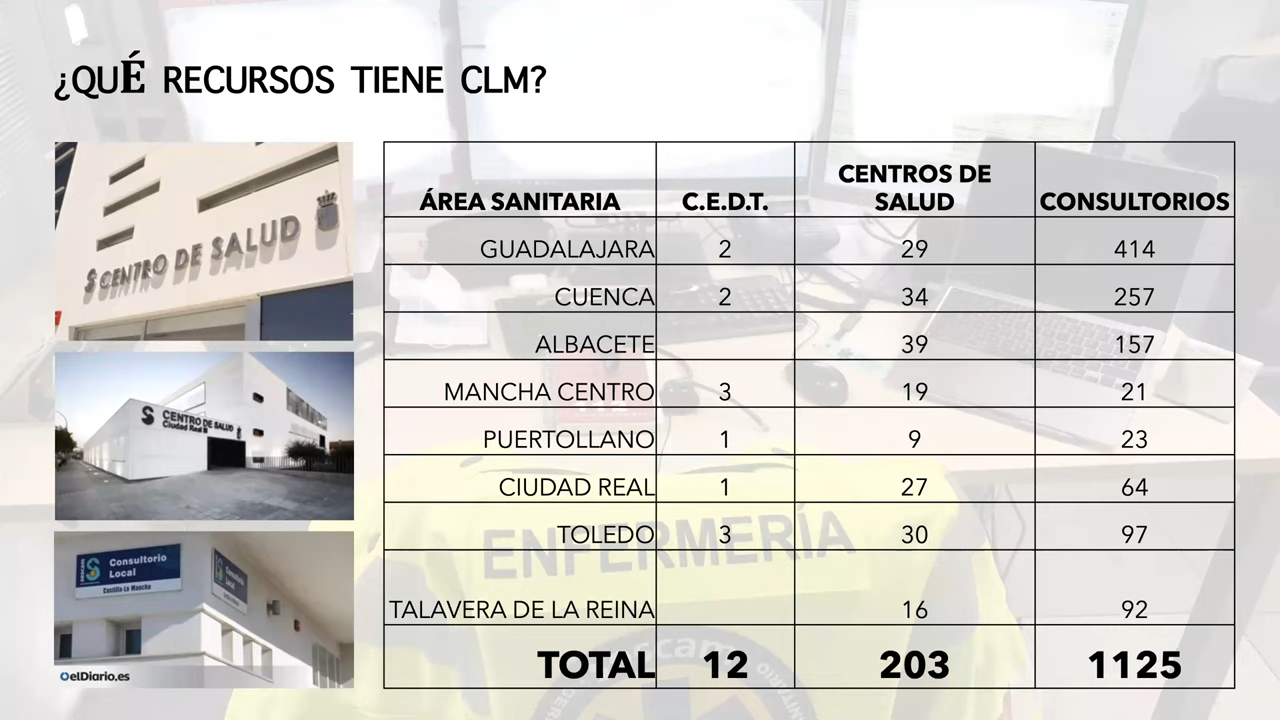 ¿QUÉ RECURSOS TIENE CLM?
CENTRO DE SALUD
CENTRO DE SALUD
Ciudad Real III
sescam
Consultorio
Local
Castilla-La Mancha
elDiario.es
ÁREA SANITARIA C.E.D.T. CENTROS DE SALUD CONSULTORIOS
GUADALAJARA 2 29 414
CUENCA 2 34 257
ALBACETE 39 157
MANCHA CENTRO 3 19 21
PUERTOLLANO 1 9 23
CIUDAD REAL 1 27 64
TOLEDO 3 30 97
TALAVERA DE LA REINA 16 92
TOTAL 12 203 1125
ENFERMERÍA